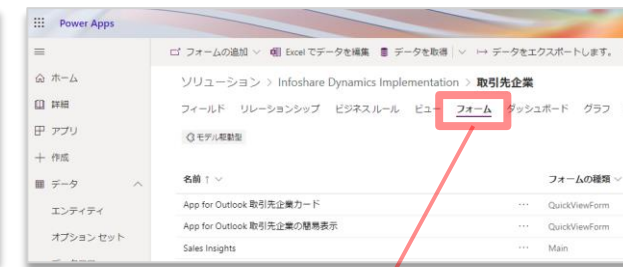 Power Apps
フォームの追加 Excel でデータを編集 データを取得 データをエクスポートします。
ホーム
詳細
アプリ
作成
データ
エンティティ
オプション セット
ソリューション > Infoshare Dynamics Implementation > 取引先企業
フィールド リレーションシップ ビジネス ルール ビュー フォーム ダッシュボード グラフ
モデル駆動型
名前 ↑ フォームの種類
App for Outlook 取引先企業カード ··· QuickViewForm
App for Outlook 取引先企業の簡易表示 ··· QuickViewForm
Sales Insights ··· Main